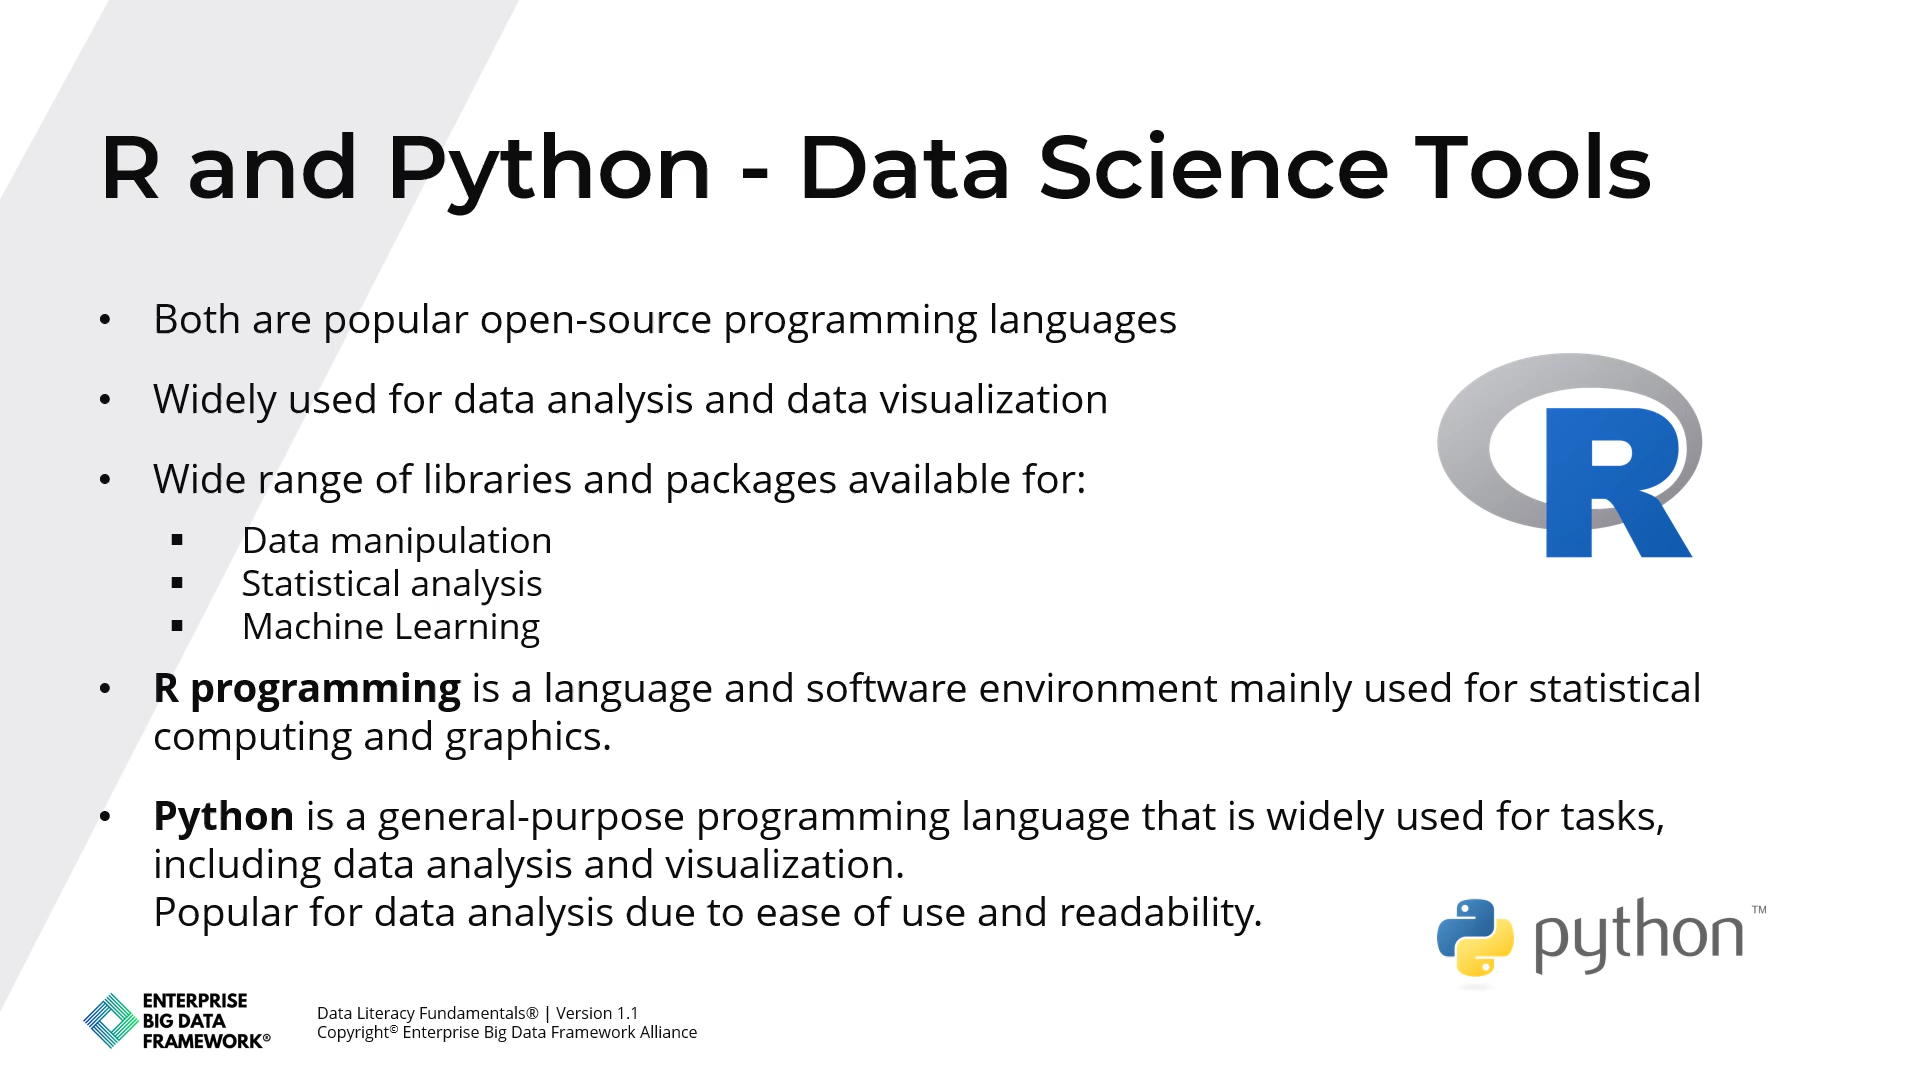 R and Python - Data Science Tools
• Both are popular open-source programming languages
• Widely used for data analysis and data visualization
• Wide range of libraries and packages available for:
▪ Data manipulation
▪ Statistical analysis
▪ Machine Learning
R
• R programming is a language and software environment mainly used for statistical
computing and graphics.
• Python is a general-purpose programming language that is widely used for tasks,
including data analysis and visualization.
Popular for data analysis due to ease of use and readability.
python™
ENTERPRISE
BIG DATA
FRAMEWORK®
Data Literacy Fundamentals® | Version 1.1
Copyright© Enterprise Big Data Framework Alliance